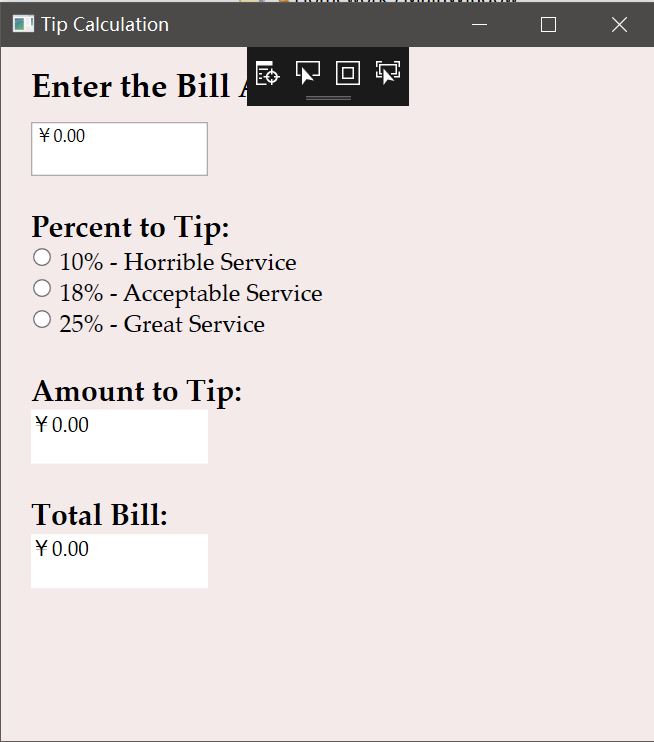 Tip Calculation
Enter the Bill
￥0.00
Percent to Tip:
10% - Horrible Service
18% - Acceptable Service
25% - Great Service
Amount to Tip:
￥0.00
Total Bill:
￥0.00